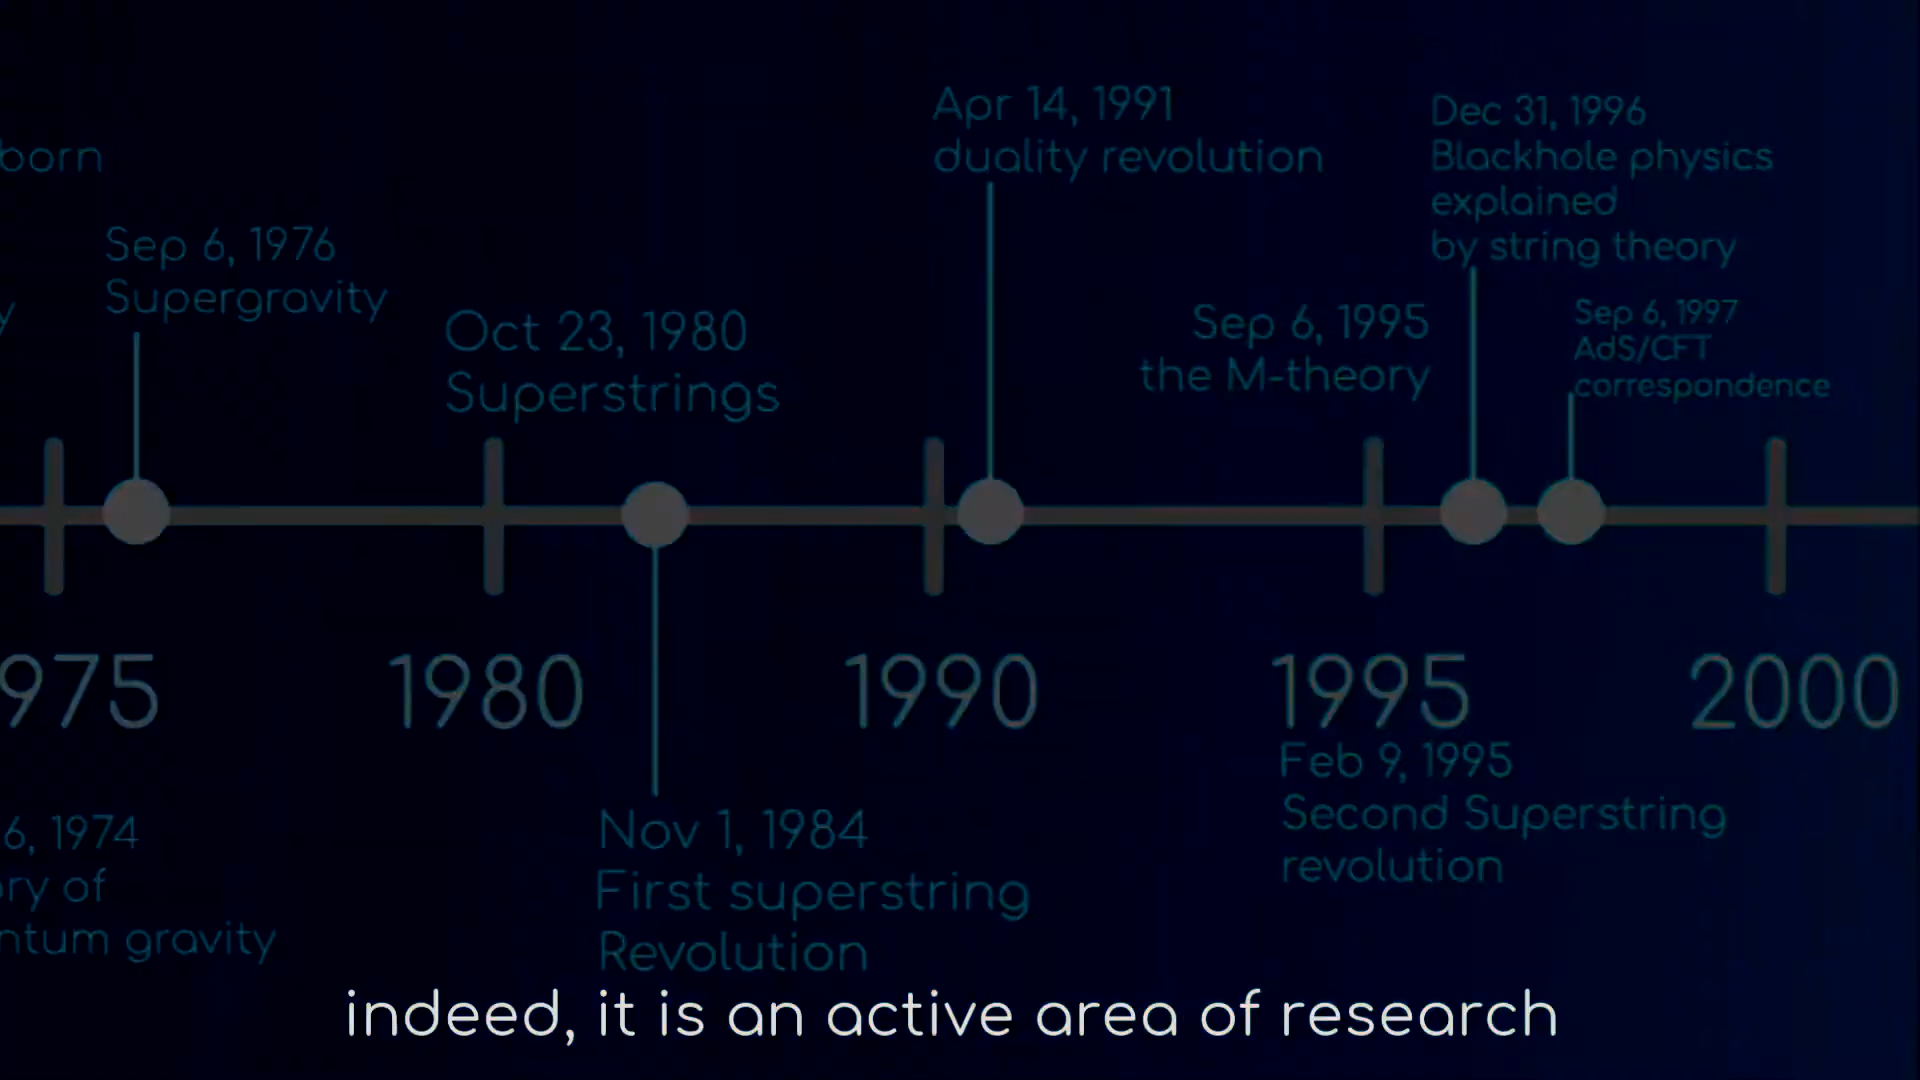 born
Sep 6, 1976
Supergravity
y
Oct 23, 1980
Superstrings
Apr 14, 1991
duality revolution
Sep 6, 1995
the M-theory
Dec 31, 1996
Blackhole physics
explained
by string theory
Sep 6, 1997
AdS/CFT
correspondence
975
1980
1990
1995
2000
6, 1974
ory of
ntum gravity
Nov 1, 1984
First superstring
Revolution
Feb 9, 1995
Second Superstring
revolution
indeed, it is an active area of research